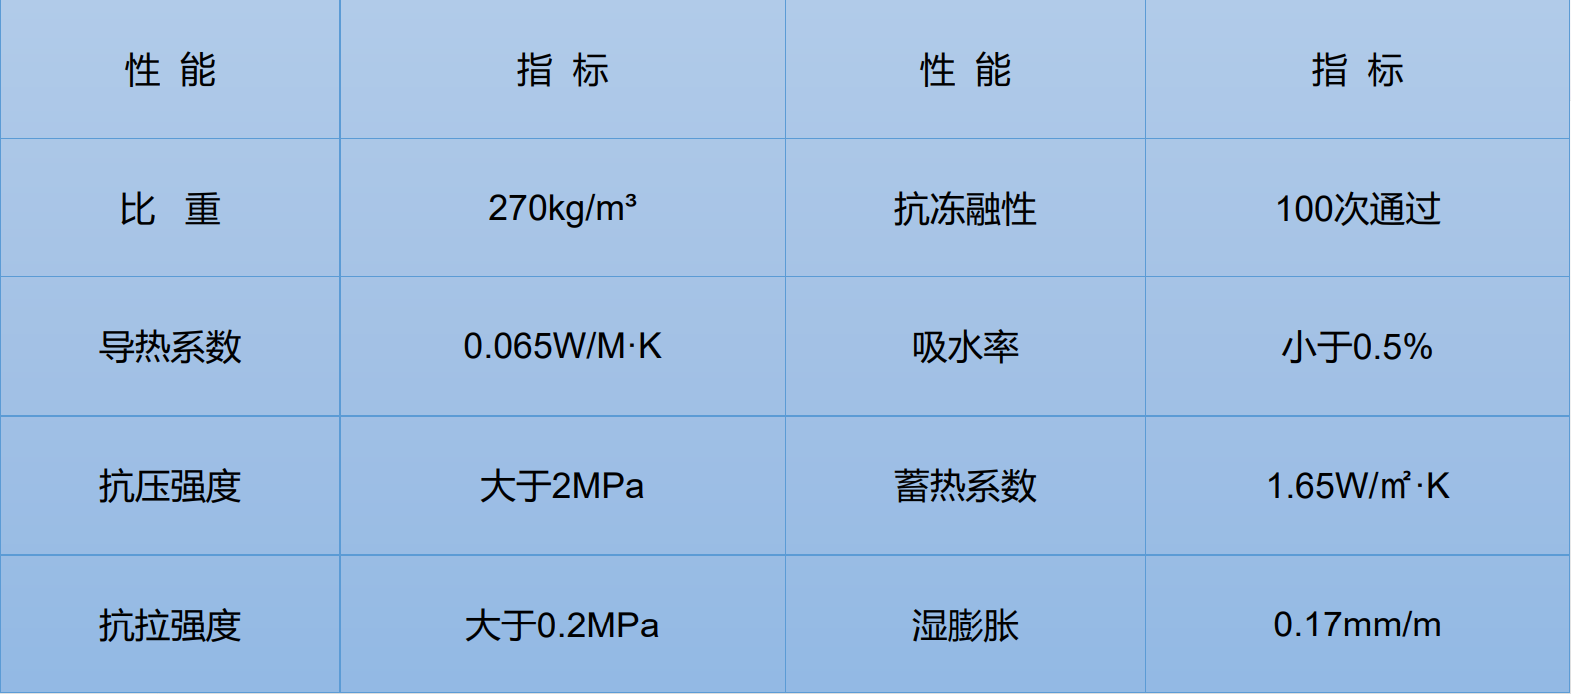 性 能 指 标 性 能 指 标
比 重 270kg/m³ 抗冻融性 100次通过
导热系数 0.065W/M·K 吸水率 小于0.5%
抗压强度 大于2MPa 蓄热系数 1.65W/㎡·K
抗拉强度 大于0.2MPa 湿膨胀 0.17mm/m